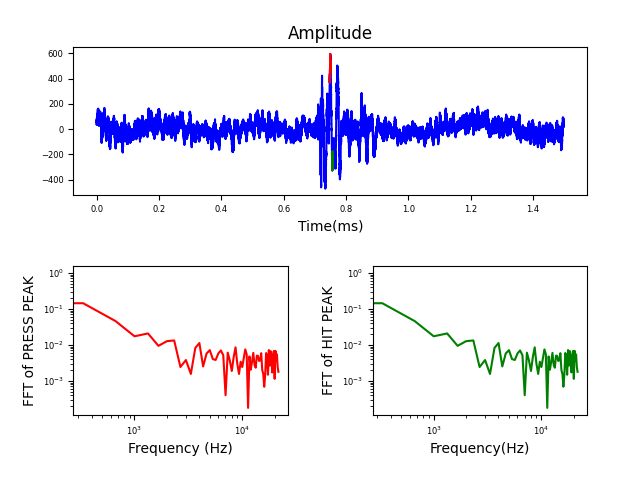 Amplitude
600
400
200
0
−200
−400
0.0 0.2 0.4 0.6 0.8 1.0 1.2 1.4
Time(ms)
FFT of PRESS PEAK
10⁰
10⁻¹
10⁻²
10⁻³
10³ 10⁴
Frequency (Hz)
FFT of HIT PEAK
10⁰
10⁻¹
10⁻²
10⁻³
10³ 10⁴
Frequency(Hz)